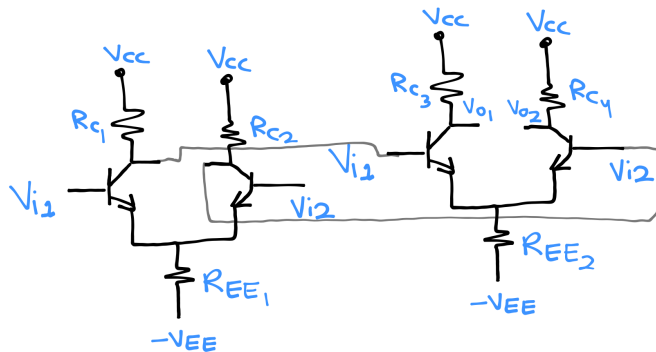 Vcc
Vcc
RC1
RC2
Vi1
Vi2
REE1
-VEE
Vcc
Vcc
RC3
Vo1
Vo2
RC4
Vi1
Vi2
REE2
-VEE